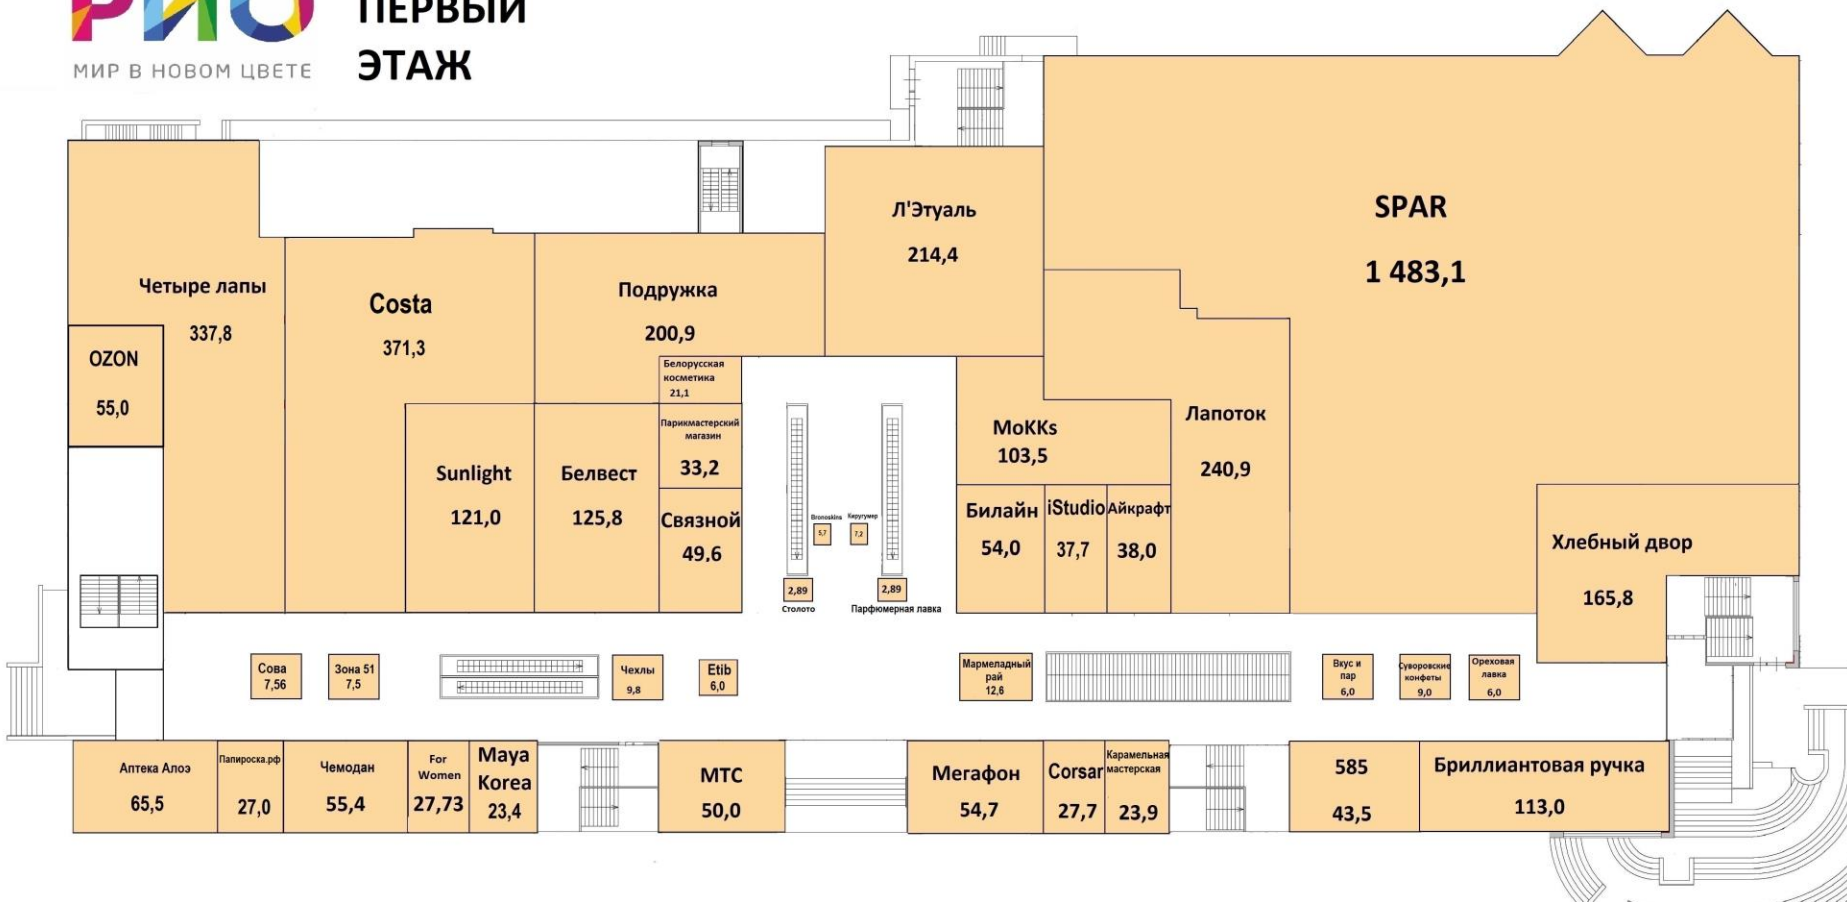 РИО
МИР В НОВОМ ЦВЕТЕ
ПЕРВЫЙ
ЭТАЖ
SPAR
1 483,1
Л'Этуаль
214,4
Четыре лапы
337,8
Costa
371,3
Подружка
200,9
OZON
55,0
Белорусская
косметика
21,1
Парикмастерский
магазин
33,2
Sunlight
121,0
Белвест
125,8
Связной
49.6
MoKKs
103,5
Лапоток
240,9
Билайн
54,0
iStudio
37,7
Айкрафт
38,0
Хлебный двор
165,8
Bronoskins
5,7
7,2
2,89
Столото
2,89
Парфюмерная лавка
Сова
7,56
Зона 51
7,5
Чехлы
9,8
Etib
6,0
Мармеладный
рай
12,6
Вкус и
пар
6,0
Суворовские
конфеты
9,0
Ореховая
лавка
6,0
Аптека Алоэ
65,5
Папироска.рф
27,0
Чемодан
55,4
For
Women
27,73
Maya
Korea
23,4
МТС
50,0
Мегафон
54,7
Corsar
27,7
Карамельная
мастерская
23,9
585
43,5
Бриллиантовая ручка
113,0